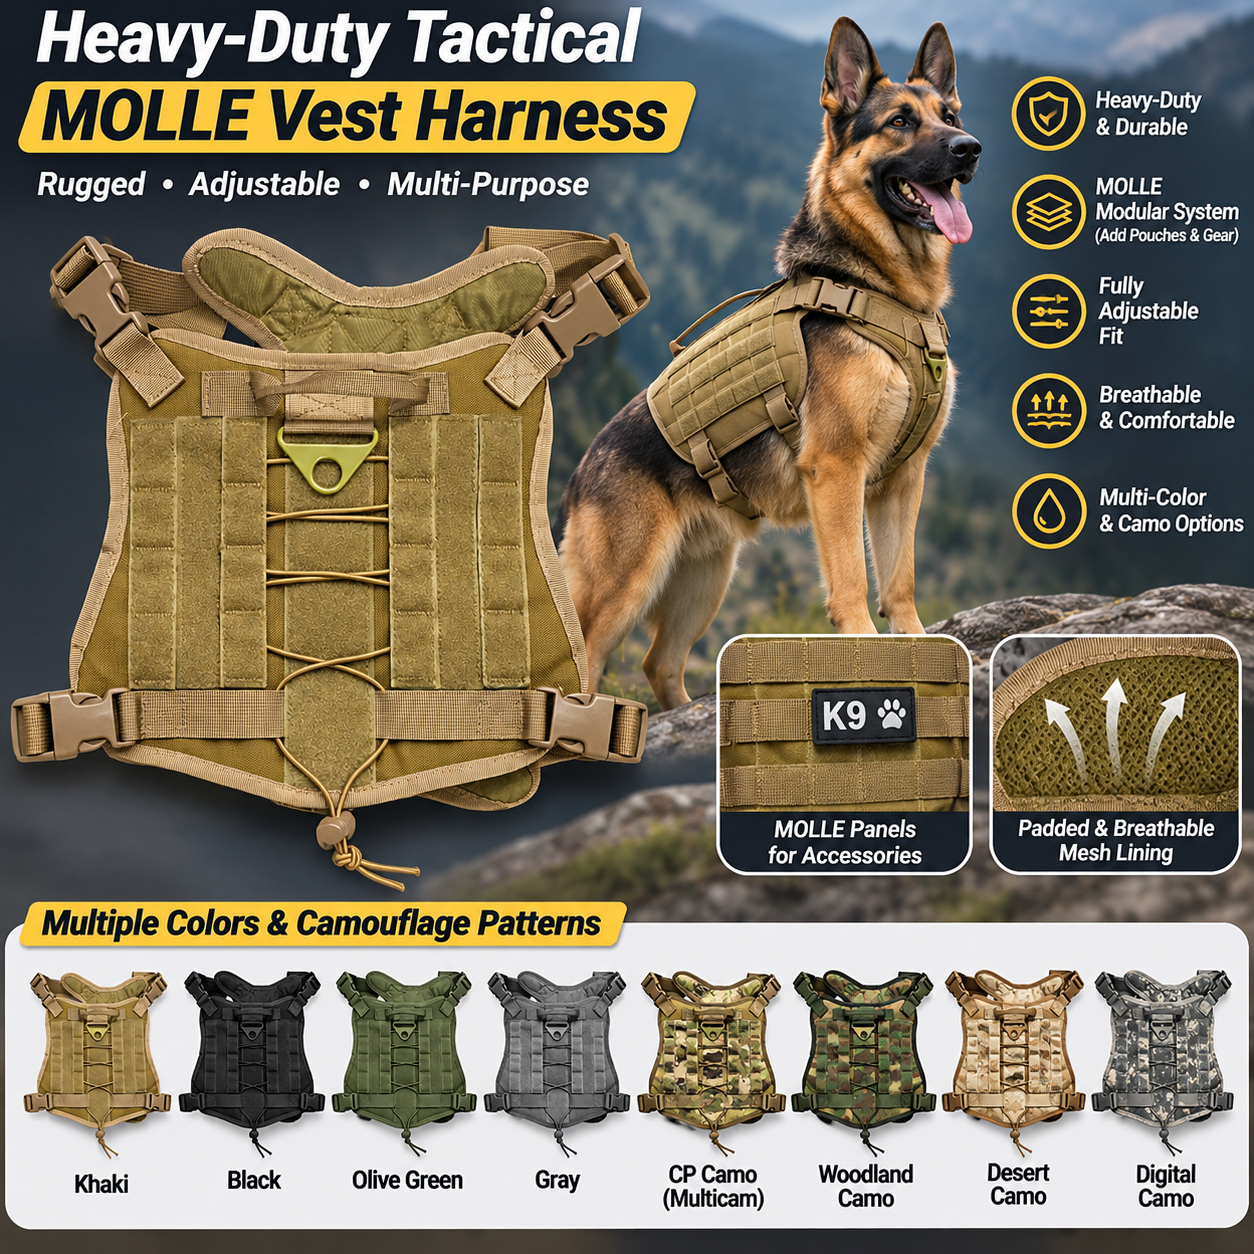 Heavy-Duty Tactical
MOLLE Vest Harness
Rugged • Adjustable • Multi-Purpose
Heavy-Duty
& Durable
MOLLE
Modular System
(Add Pouches & Gear)
Fully
Adjustable
Fit
Breathable
& Comfortable
Multi-Color
& Camo Options
K9
MOLLE Panels
for Accessories
Padded & Breathable
Mesh Lining
Multiple Colors & Camouflage Patterns
Khaki
Black
Olive Green
Gray
CP Camo
(Multicam)
Woodland
Camo
Desert
Camo
Digital
Camo